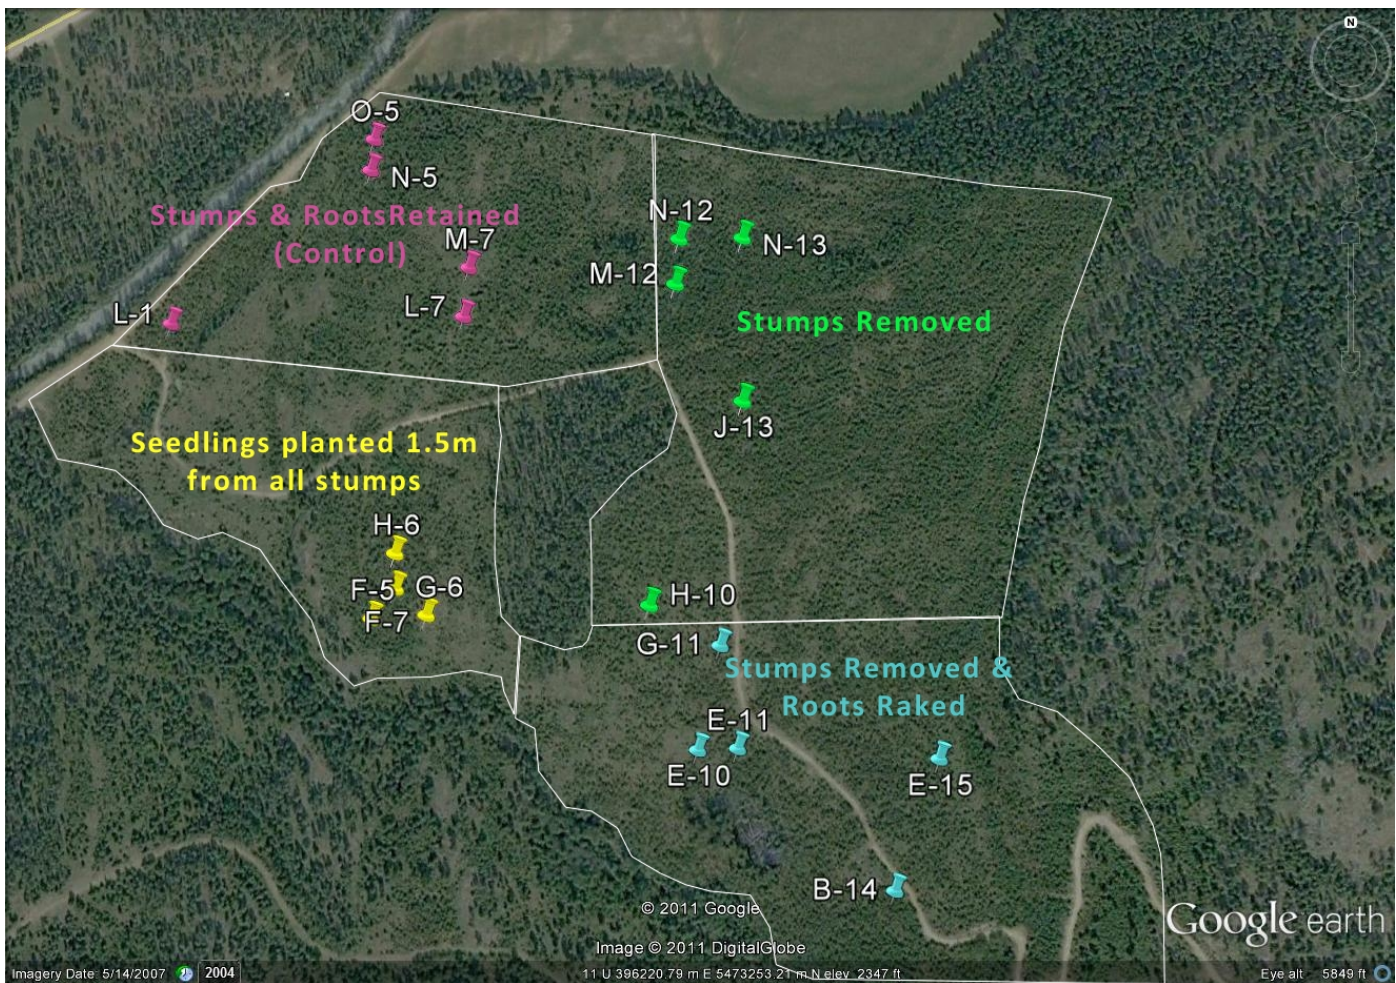 N
O-5
N-5
Stumps & RootsRetained
(Control)
M-7
L-7
L-1
N-12
N-13
M-12
Stumps Removed
J-13
Seedlings planted 1.5m
from all stumps
H-6
F-5
G-6
F-7
H-10
G-11
Stumps Removed &
Roots Raked
E-11
E-10
E-15
B-14
© 2011 Google
Google earth
Image © 2011 DigitalGlobe
Imagery Date: 5/14/2007
2004
11 U 396220.79 m E 5473253.21 m N elev 2347 ft
Eye alt 5849 ft